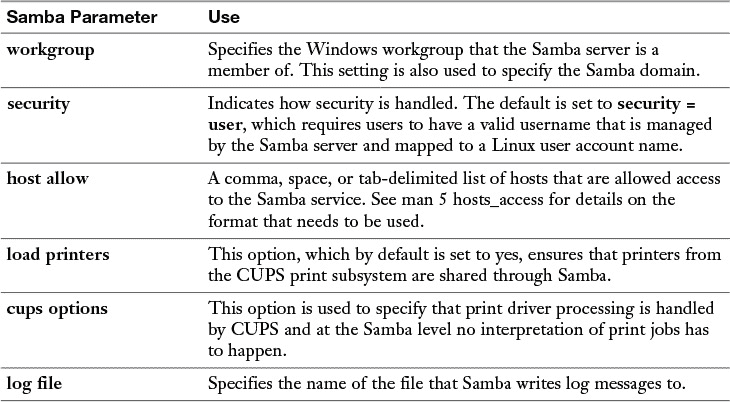 Samba Parameter Use
workgroup Specifies the Windows workgroup that the Samba server is a
member of. This setting is also used to specify the Samba domain.
security Indicates how security is handled. The default is set to security =
user, which requires users to have a valid username that is managed
by the Samba server and mapped to a Linux user account name.
host allow A comma, space, or tab-delimited list of hosts that are allowed access
to the Samba service. See man 5 hosts_access for details on the
format that needs to be used.
load printers This option, which by default is set to yes, ensures that printers from
the CUPS print subsystem are shared through Samba.
cups options This option is used to specify that print driver processing is handled
by CUPS and at the Samba level no interpretation of print jobs has
to happen.
log file Specifies the name of the file that Samba writes log messages to.